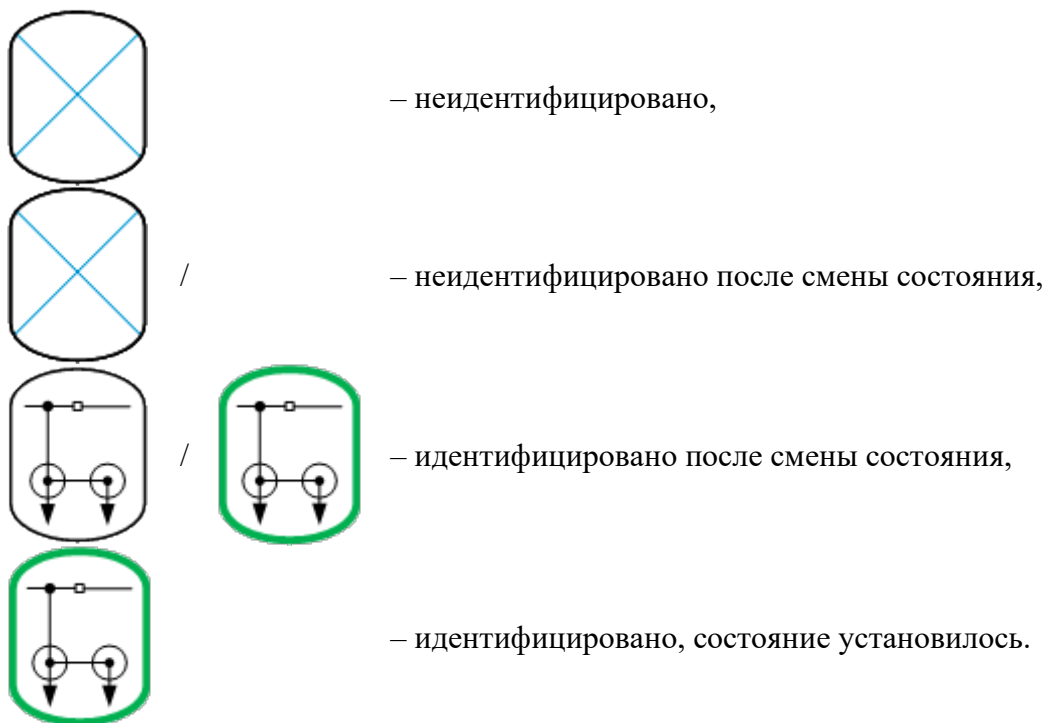 – неидентифицировано,
/ – неидентифицировано после смены состояния,
/ – идентифицировано после смены состояния,
– идентифицировано, состояние установилось.